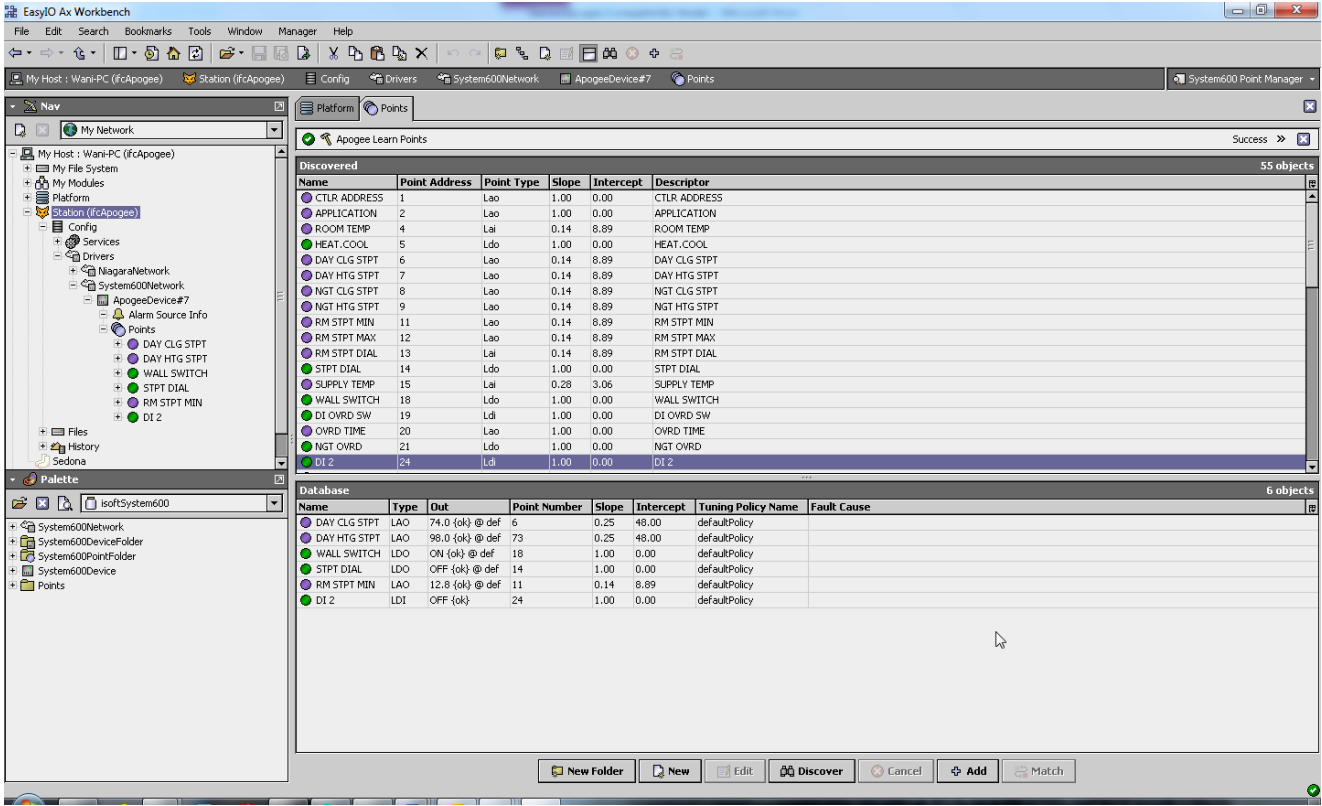 EasyIO Ax Workbench
File Edit Search Bookmarks Tools Window Manager Help
My Host : Wani-PC (ifcApogee) Station (ifcApogee) Config Drivers System600Network ApogeeDevice#7 Points System600 Point Manager
Nav Platform Points
My Network Apogee Learn Points Success »
My Host : Wani-PC (ifcApogee)
My File System
My Modules
Platform
Station (ifcApogee)
Config
Services
Drivers
NiagaraNetwork
System600Network
ApogeeDevice#7
Alarm Source Info
Points
DAY CLG STPT
DAY HTG STPT
WALL SWITCH
STPT DIAL
RM STPT MIN
DI 2
Files
History
Sedona
Palette
isoftSystem600
System600Network
System600DeviceFolder
System600PointFolder
System600Device
Points
Discovered 55 objects
Name Point Address Point Type Slope Intercept Descriptor
CTLR ADDRESS 1 Lao 1.00 0.00 CTLR ADDRESS
APPLICATION 2 Lao 1.00 0.00 APPLICATION
ROOM TEMP 4 Lai 0.14 8.89 ROOM TEMP
HEAT.COOL 5 Ldo 1.00 0.00 HEAT.COOL
DAY CLG STPT 6 Lao 0.14 8.89 DAY CLG STPT
DAY HTG STPT 7 Lao 0.14 8.89 DAY HTG STPT
NGT CLG STPT 8 Lao 0.14 8.89 NGT CLG STPT
NGT HTG STPT 9 Lao 0.14 8.89 NGT HTG STPT
RM STPT MIN 11 Lao 0.14 8.89 RM STPT MIN
RM STPT MAX 12 Lao 0.14 8.89 RM STPT MAX
RM STPT DIAL 13 Lai 0.14 8.89 RM STPT DIAL
STPT DIAL 14 Ldo 1.00 0.00 STPT DIAL
SUPPLY TEMP 15 Lai 0.28 3.06 SUPPLY TEMP
WALL SWITCH 18 Ldo 1.00 0.00 WALL SWITCH
DI OVRD SW 19 Ldi 1.00 0.00 DI OVRD SW
OVRD TIME 20 Lao 1.00 0.00 OVRD TIME
NGT OVRD 21 Ldo 1.00 0.00 NGT OVRD
DI 2 24 Ldi 1.00 0.00 DI 2
Database 6 objects
Name Type Out Point Number Slope Intercept Tuning Policy Name Fault Cause
DAY CLG STPT LAO 74.0 {ok} @ def 6 0.25 48.00 defaultPolicy
DAY HTG STPT LAO 98.0 {ok} @ def 73 0.25 48.00 defaultPolicy
WALL SWITCH LDO ON {ok} @ def 18 1.00 0.00 defaultPolicy
STPT DIAL LDO OFF {ok} @ def 14 1.00 0.00 defaultPolicy
RM STPT MIN LAO 12.8 {ok} @ def 11 0.14 8.89 defaultPolicy
DI 2 LDI OFF {ok} 24 1.00 0.00 defaultPolicy
New Folder New Edit Discover Cancel Add Match